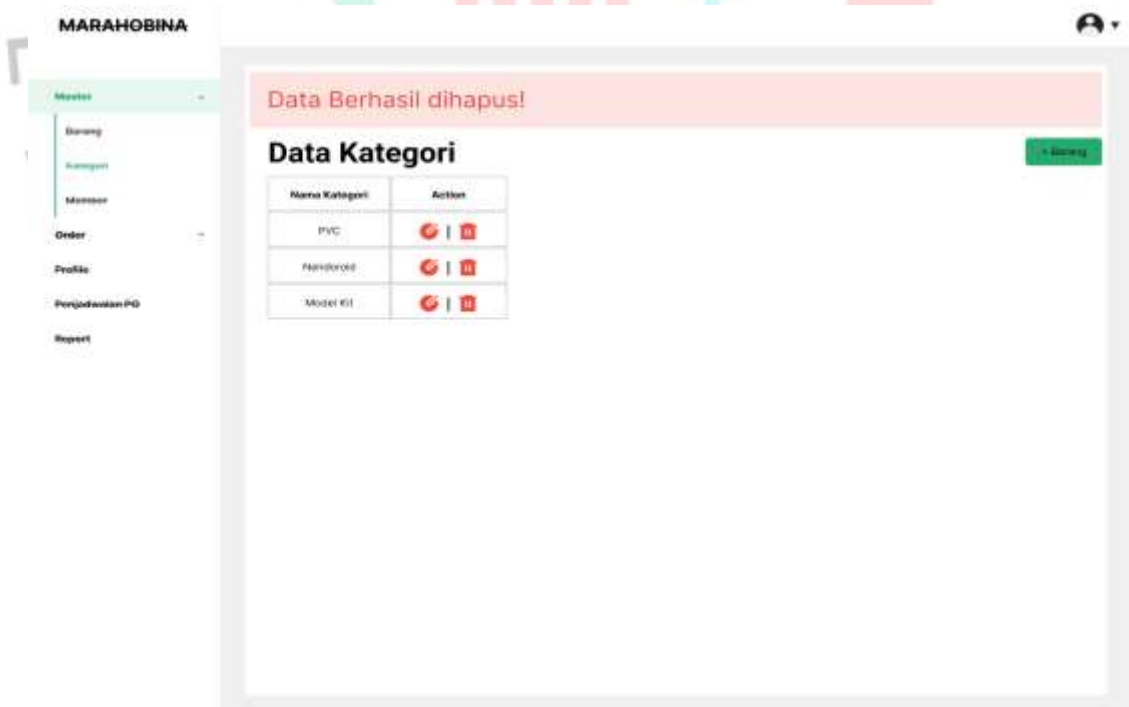 MARAHOBINA
Master
Barang
Kategori
Member
Order
Profile
Penjadwalan PO
Report
Data Berhasil dihapus!
Data Kategori
+ Barang
Nama Kategori Action
PVC |
Nendoroid |
Model Kit |